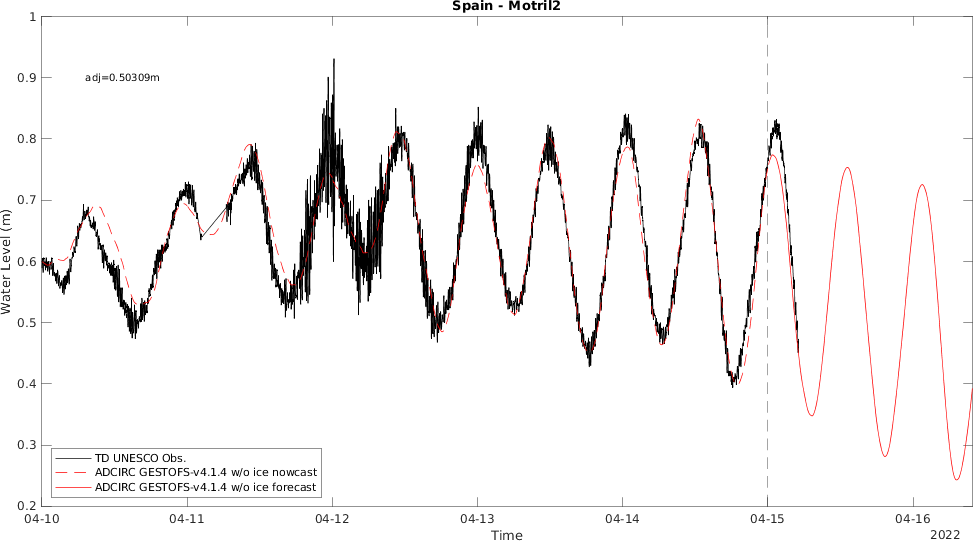 Spain - Motril2
adj=0.50309m
1
0.9
0.8
0.7
0.6
0.5
0.4
0.3
0.2
Water Level (m)
TD UNESCO Obs.
ADCIRC GESTOFS-v4.1.4 w/o ice nowcast
ADCIRC GESTOFS-v4.1.4 w/o ice forecast
04-10 04-11 04-12 04-13 04-14 04-15 04-16
Time
2022